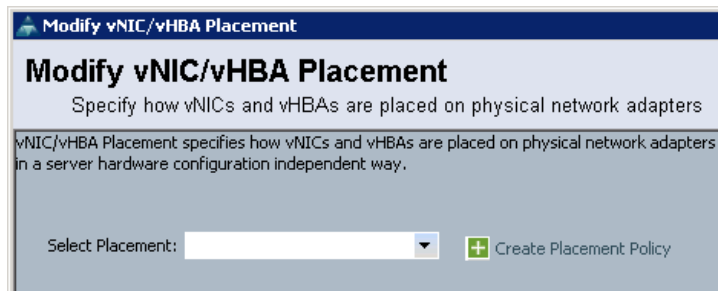 Modify vNIC/vHBA Placement
Modify vNIC/vHBA Placement
Specify how vNICs and vHBAs are placed on physical network adapters
vNIC/vHBA Placement specifies how vNICs and vHBAs are placed on physical network adapters
in a server hardware configuration independent way.
Select Placement:
Create Placement Policy